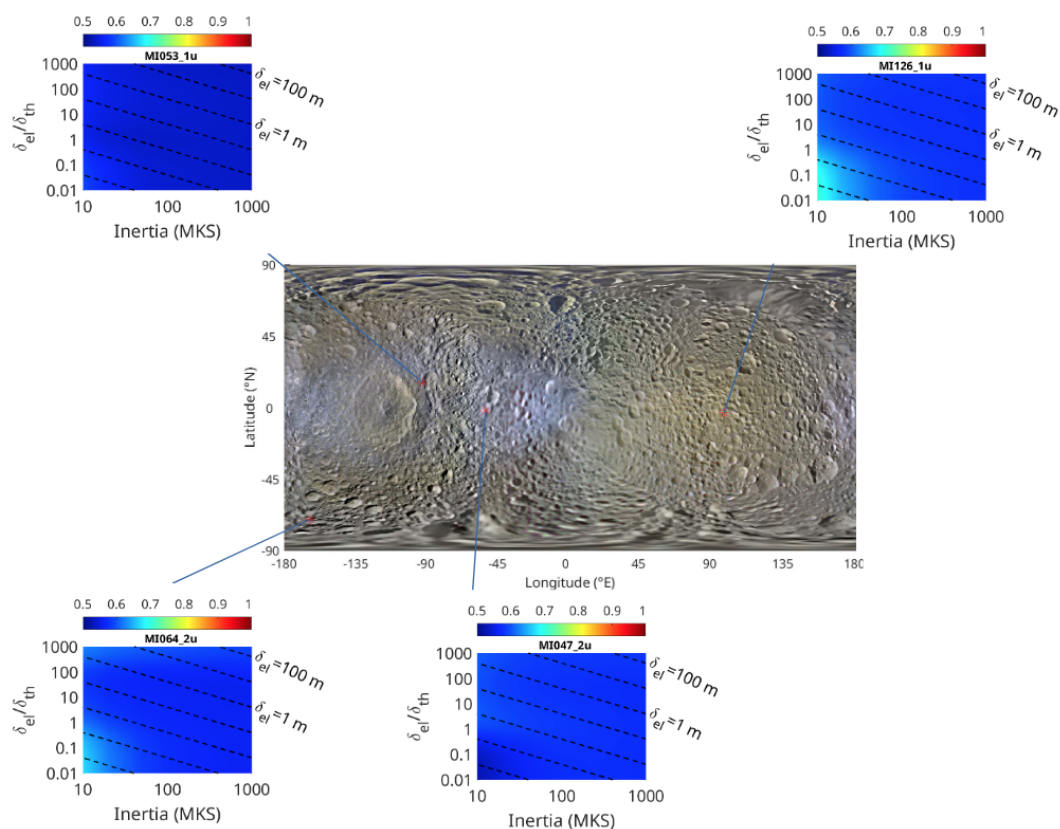 0.5 0.6 0.7 0.8 0.9 1
MI053_1u
1000
100
10
1
0.1
0.01
δel/δth
10 100 1000
Inertia (MKS)
δel=100 m
δel=1 m
0.5 0.6 0.7 0.8 0.9 1
MI126_1u
1000
100
10
1
0.1
0.01
δel/δth
10 100 1000
Inertia (MKS)
δel=100 m
δel=1 m
90
45
0
-45
-90
Latitude (°N)
-180 -135 -90 -45 0 45 90 135 180
Longitude (°E)
0.5 0.6 0.7 0.8 0.9 1
MI064_2u
1000
100
10
1
0.1
0.01
δel/δth
10 100 1000
Inertia (MKS)
δel=100 m
δel=1 m
0.5 0.6 0.7 0.8 0.9 1
MI047_2u
1000
100
10
1
0.1
0.01
δel/δth
10 100 1000
Inertia (MKS)
δel=100 m
δel=1 m